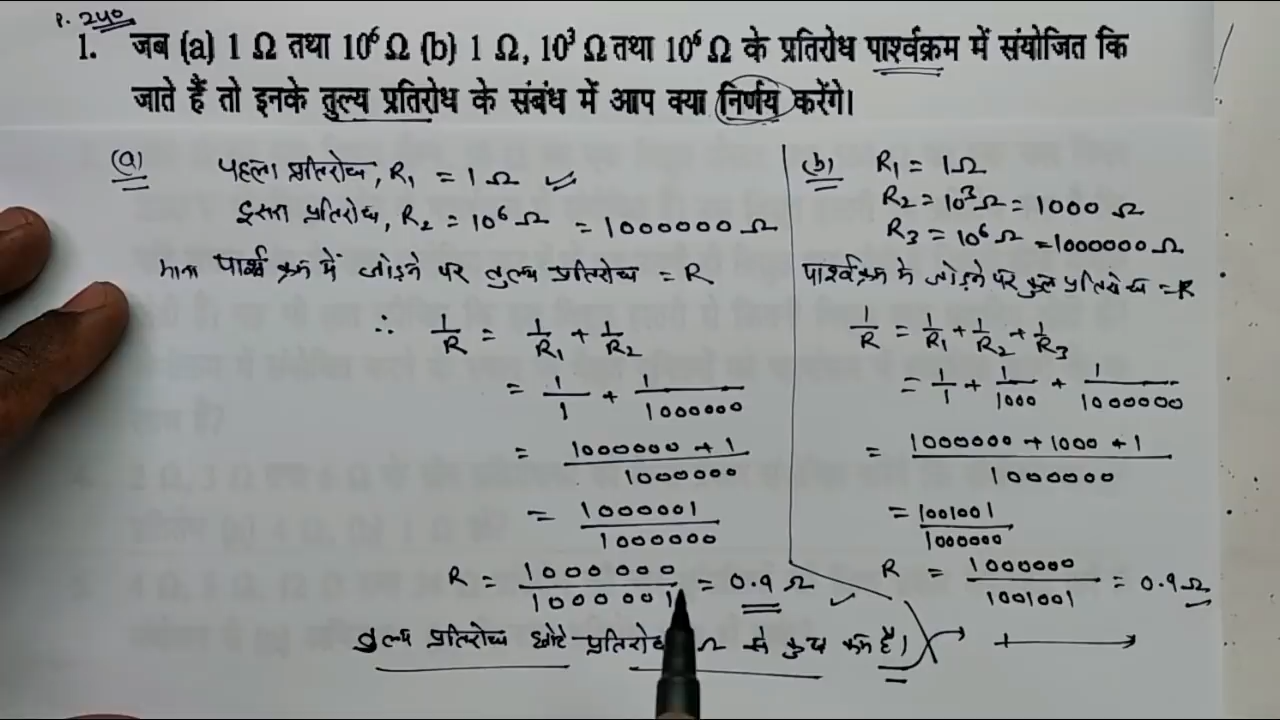 P. 240
1. जब (a) 1 Ω तथा 10⁶ Ω (b) 1 Ω, 10³ Ω तथा 10⁶ Ω के प्रतिरोध पार्श्वक्रम में संयोजित कि
जाते हैं तो इनके तुल्य प्रतिरोध के संबंध में आप क्या निर्णय करेंगे।
(a) पहला प्रतिरोध, R₁ = 1 Ω
दूसरा प्रतिरोध, R₂ = 10⁶ Ω = 1000000 Ω
माना पार्श्व क्रम में जोड़ने पर तुल्य प्रतिरोध = R
∴ 1/R = 1/R₁ + 1/R₂
= 1/1 + 1/1000000
= (1000000 + 1)/1000000
= 1000001/1000000
R = 1000000/1000001 = 0.9 Ω
तुल्य प्रतिरोध छोटे प्रतिरोध Ω से कुछ कम है।
(b) R₁ = 1Ω
R₂ = 10³ Ω = 1000 Ω
R₃ = 10⁶ Ω = 1000000 Ω
पार्श्वक्रम में जोड़ने पर कुल प्रतिरोध = R
1/R = 1/R₁ + 1/R₂ + 1/R₃
= 1/1 + 1/1000 + 1/1000000
= (1000000 + 1000 + 1)/1000000
= 1001001/1000000
R = 1000000/1001001 = 0.9 Ω